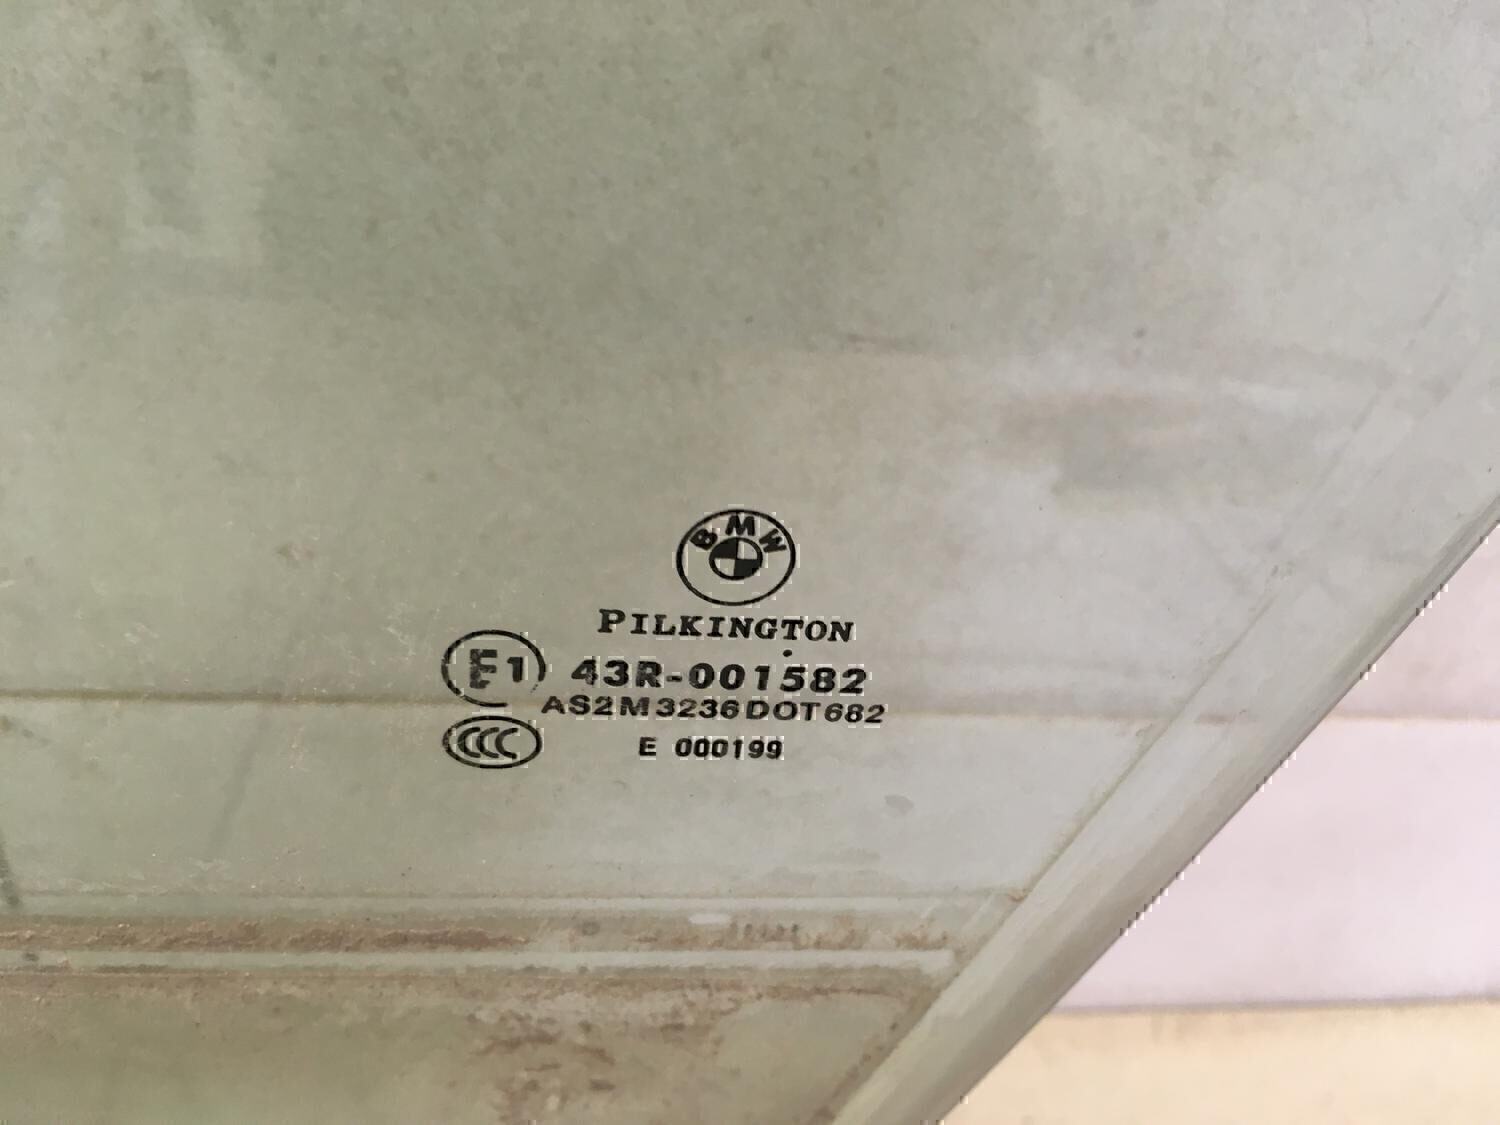 BMW
PILKINGTON
E1 43R-001582
AS2 M3236 DOT682
CCC E 000199